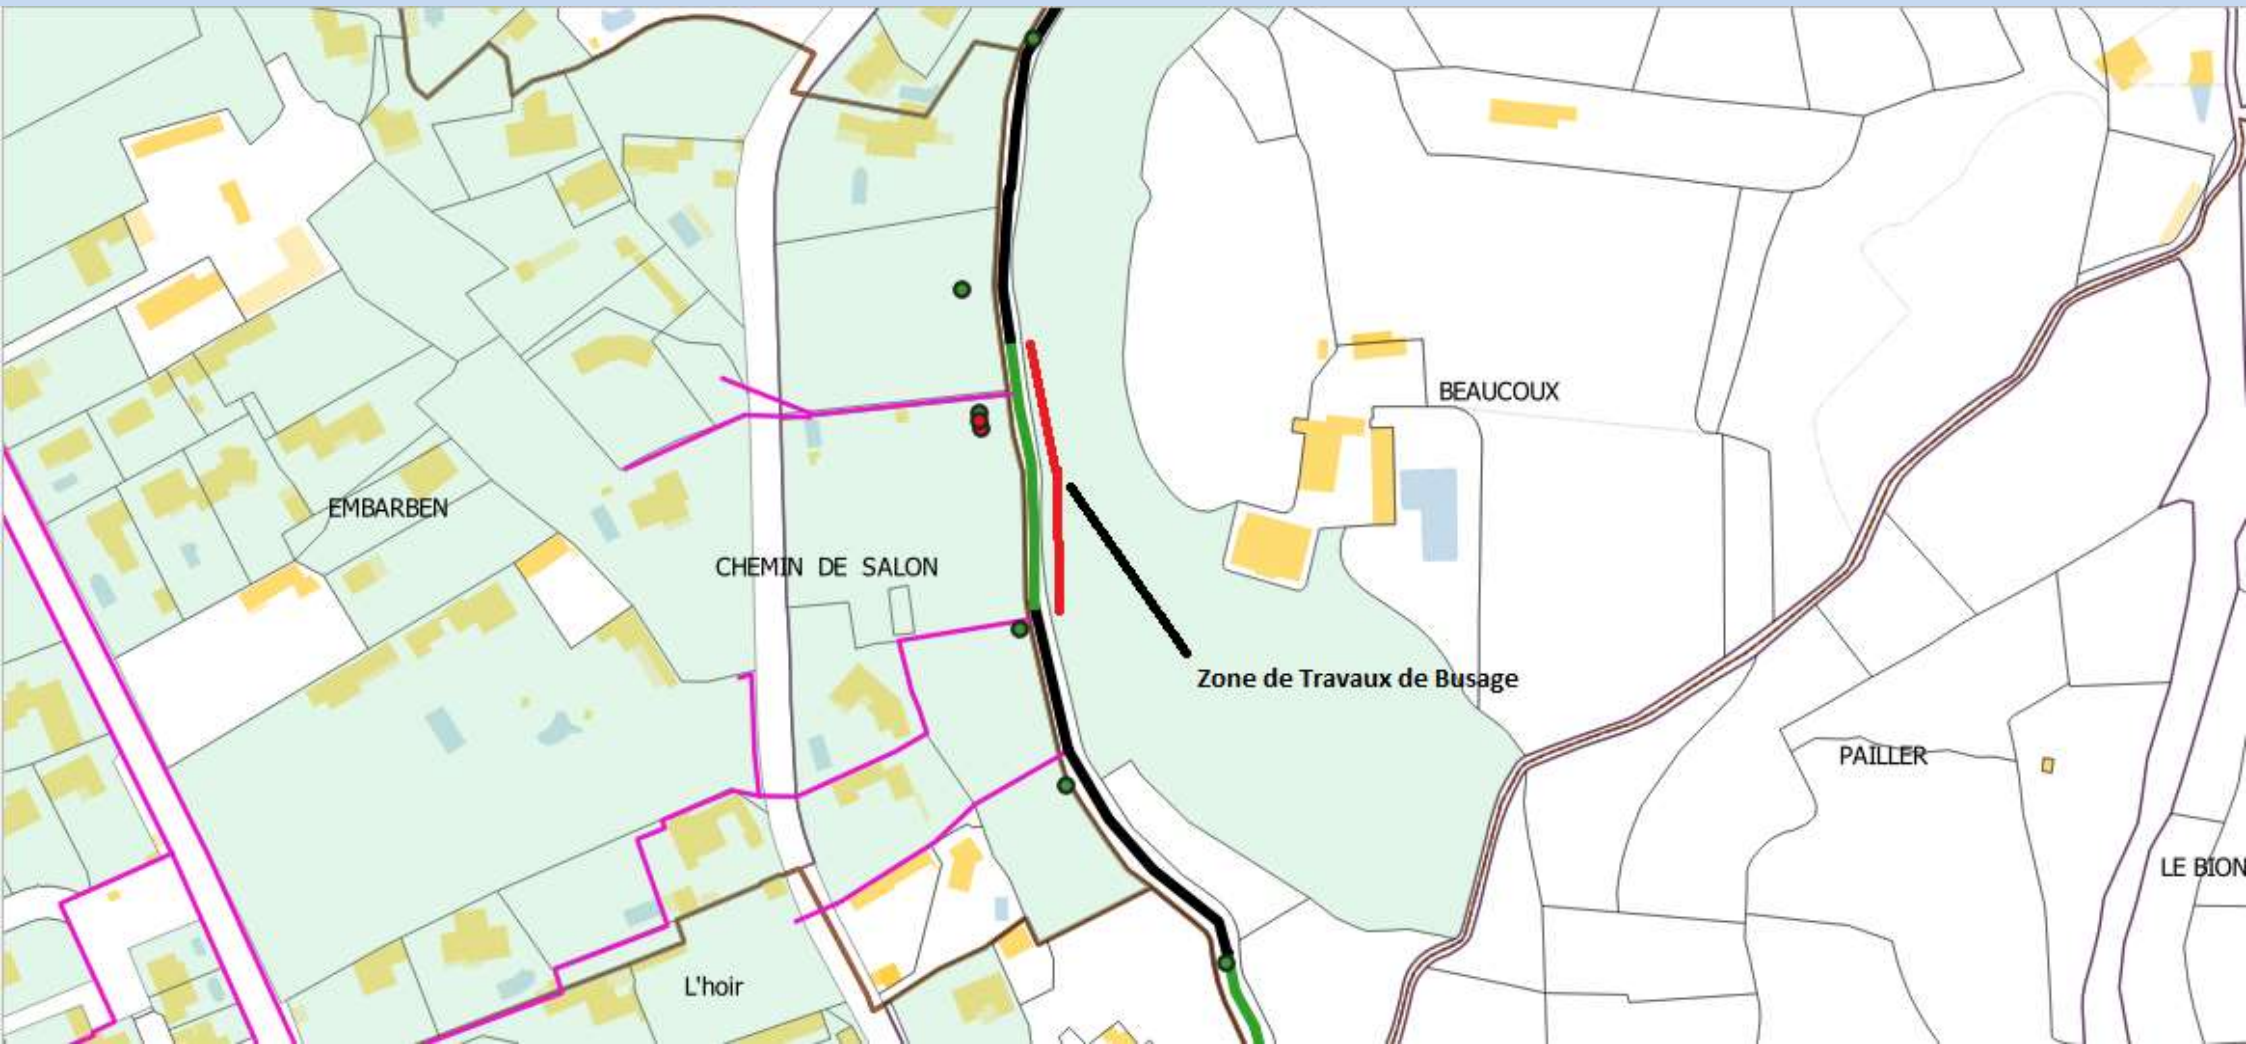 BEAUCOUX
EMBARBEN
CHEMIN DE SALON
Zone de Travaux de Busage
PAILLER
LE BION
L'hoir